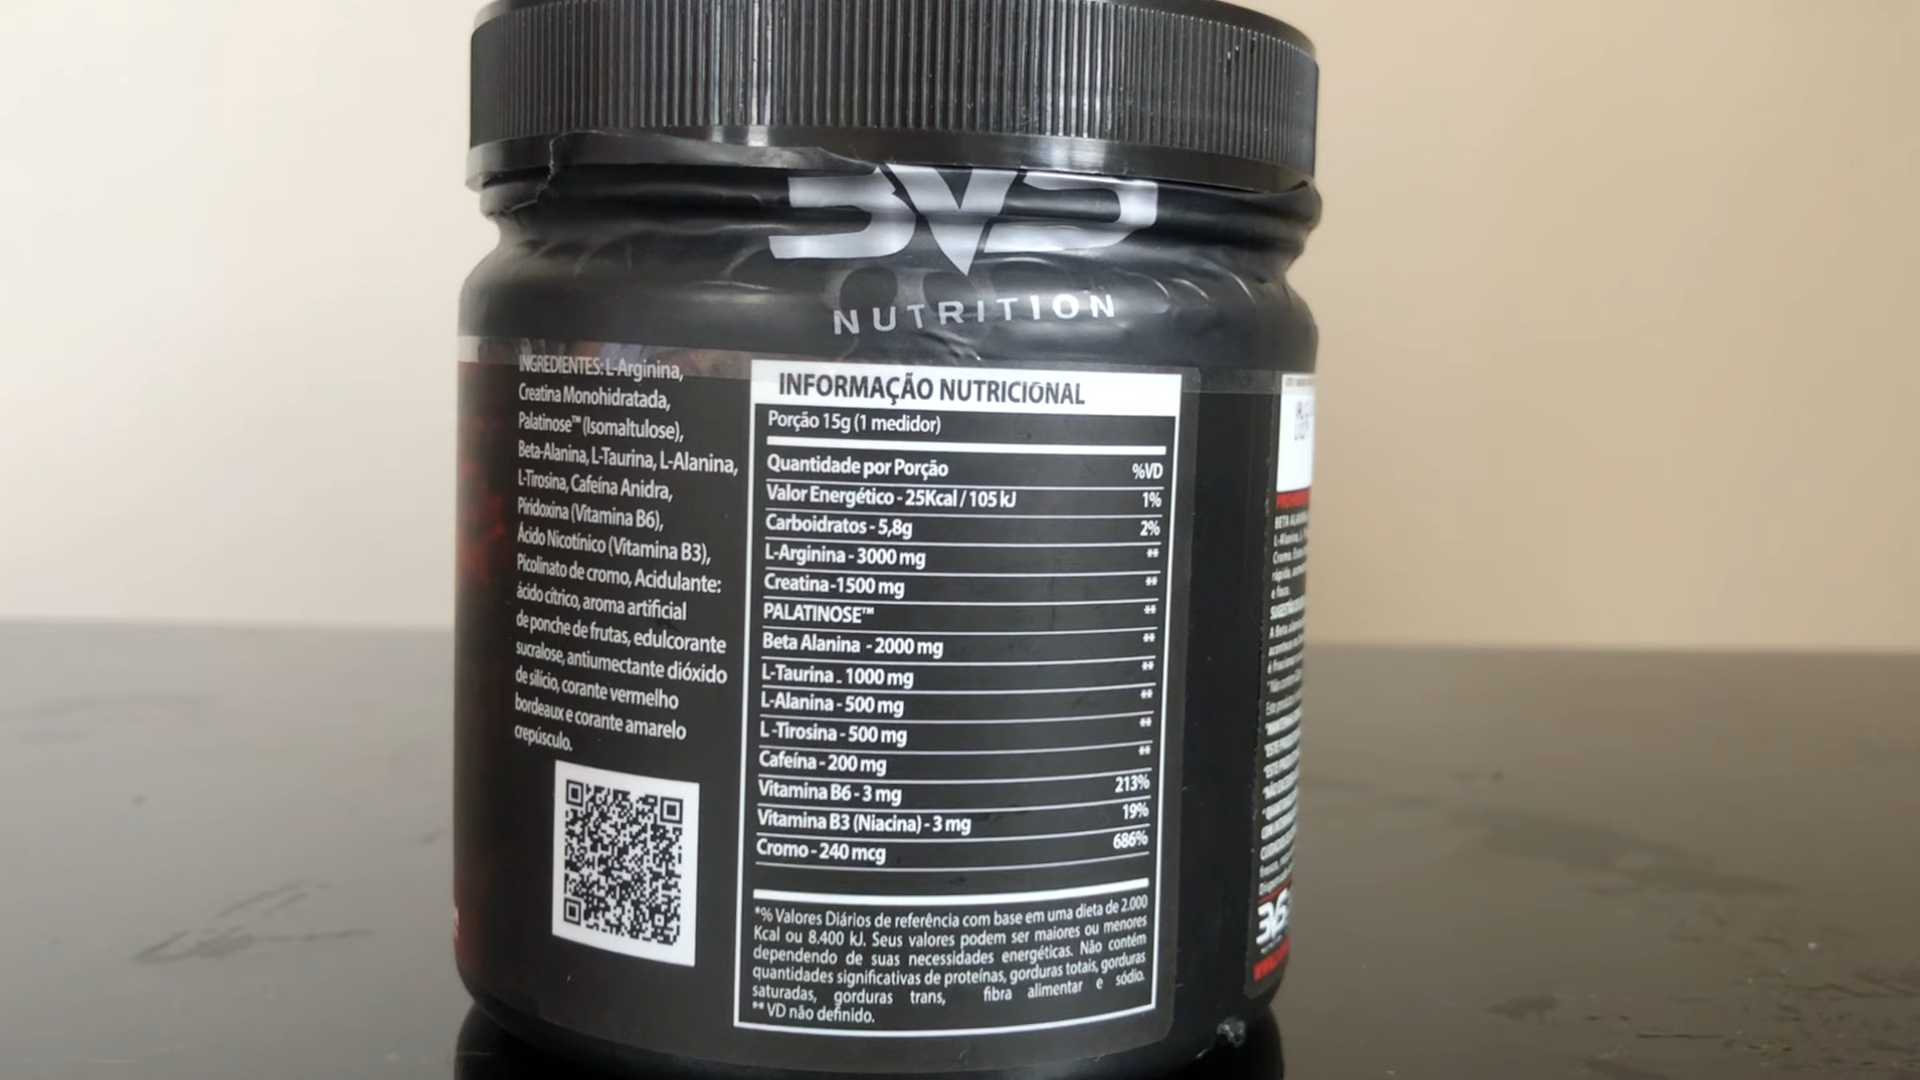 3VS
NUTRITION
INGREDIENTES: L-Arginina,
Creatina Monohidratada,
Palatinose™ (Isomaltulose),
Beta-Alanina, L-Taurina, L-Alanina,
L-Tirosina, Cafeína Anidra,
Piridoxina (Vitamina B6),
Ácido Nicotínico (Vitamina B3),
Picolinato de cromo, Acidulante:
ácido cítrico, aroma artificial
de ponche de frutas, edulcorante
sucralose, antiumectante dióxido
de silício, corante vermelho
bordeaux e corante amarelo
crepúsculo.
INFORMAÇÃO NUTRICIONAL
Porção 15g (1 medidor)
Quantidade por Porção %VD
Valor Energético - 25Kcal / 105 kJ 1%
Carboidratos - 5,8g 2%
L-Arginina - 3000 mg **
Creatina-1500 mg **
PALATINOSE™ **
Beta Alanina - 2000 mg **
L-Taurina . 1000 mg **
L-Alanina - 500 mg **
L-Tirosina - 500 mg **
Cafeína - 200 mg **
Vitamina B6 - 3 mg 213%
Vitamina B3 (Niacina) - 3 mg 19%
Cromo - 240 mcg 686%
*% Valores Diários de referência com base em uma dieta de 2.000
Kcal ou 8.400 kJ. Seus valores podem ser maiores ou menores
dependendo de suas necessidades energéticas. Não contém
quantidades significativas de proteínas, gorduras totais, gorduras
saturadas, gorduras trans, fibra alimentar e sódio.
** VD não definido.